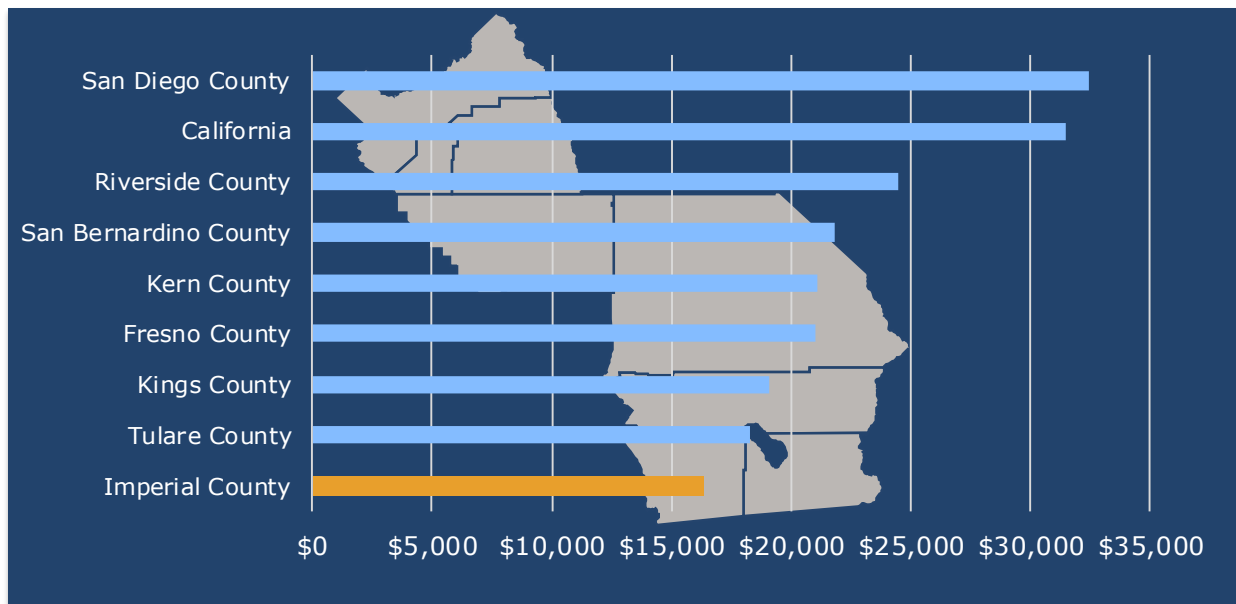 San Diego County
California
Riverside County
San Bernardino County
Kern County
Fresno County
Kings County
Tulare County
Imperial County
$0 $5,000 $10,000 $15,000 $20,000 $25,000 $30,000 $35,000